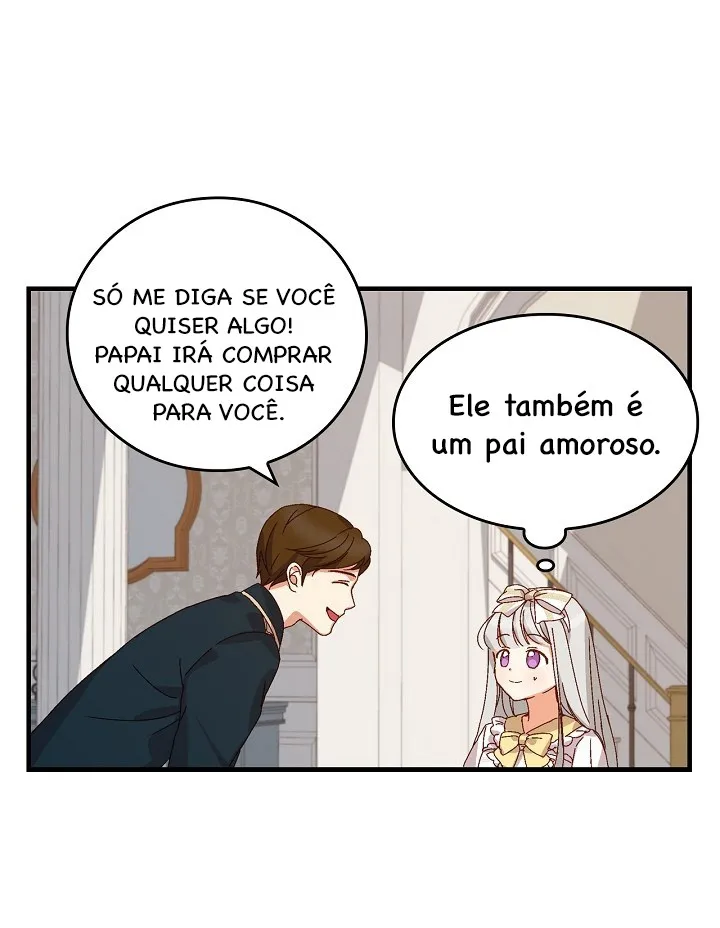 SÓ ME DIGA SE VOCÊ
QUISER ALGO!
PAPAI IRÁ COMPRAR
QUALQUER COISA
PARA VOCÊ.
Ele também é
um pai amoroso.